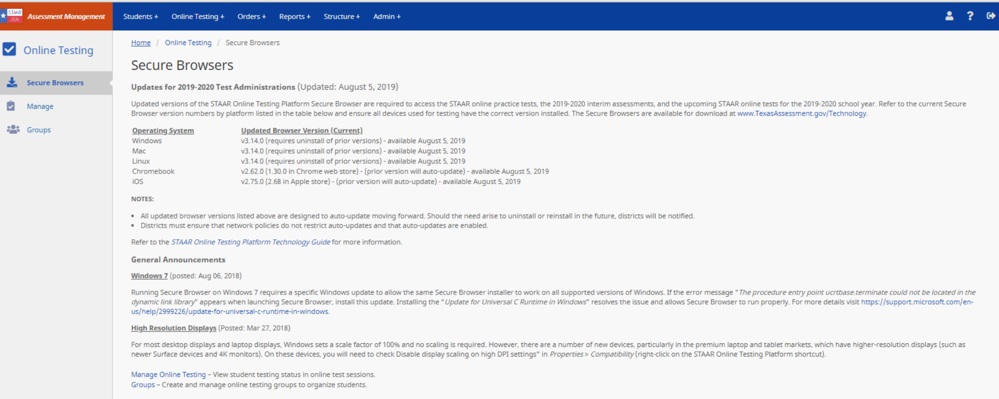 STAAR
Assessment Management
Students +
Online Testing +
Orders +
Reports +
Structure +
Admin +
?
Online Testing
Secure Browsers
Manage
Groups
Home / Online Testing / Secure Browsers
Secure Browsers
Updates for 2019-2020 Test Administrations (Updated: August 5, 2019)
Updated versions of the STAAR Online Testing Platform Secure Browser are required to access the STAAR online practice tests, the 2019-2020 interim assessments, and the upcoming STAAR online tests for the 2019-2020 school year. Refer to the current Secure
Browser version numbers by platform listed in the table below and ensure all devices used for testing have the correct version installed. The Secure Browsers are available for download at www.TexasAssessment.gov/Technology.
Operating System Updated Browser Version (Current)
Windows v3.14.0 (requires uninstall of prior versions) - available August 5, 2019
Mac v3.14.0 (requires uninstall of prior versions) - available August 5, 2019
Linux v3.14.0 (requires uninstall of prior versions) - available August 5, 2019
Chromebook v2.62.0 (1.30.0 in Chrome web store) - (prior version will auto-update) - available August 5, 2019
iOS v2.75.0 (2.68 in Apple store) - (prior version will auto-update) - available August 5, 2019
NOTES:
• All updated browser versions listed above are designed to auto-update moving forward. Should the need arise to uninstall or reinstall in the future, districts will be notified.
• Districts must ensure that network policies do not restrict auto-updates and that auto-updates are enabled.
Refer to the STAAR Online Testing Platform Technology Guide for more information.
General Announcements
Windows 7 (posted: Aug 06, 2018)
Running Secure Browser on Windows 7 requires a specific Windows update to allow the same Secure Browser installer to work on all supported versions of Windows. If the error message "The procedure entry point ucrtbase.terminate could not be located in the
dynamic link library" appears when launching Secure Browser, install this update. Installing the “Update for Universal C Runtime in Windows” resolves the issue and allows Secure Browser to run properly. For more details visit https://support.microsoft.com/en-
us/help/2999226/update-for-universal-c-runtime-in-windows.
High Resolution Displays (Posted: Mar 27, 2018)
For most desktop displays and laptop displays, Windows sets a scale factor of 100% and no scaling is required. However, there are a number of new devices, particularly in the premium laptop and tablet markets, which have higher-resolution displays (such as
newer Surface devices and 4K monitors). On these devices, you will need to check Disable display scaling on high DPI settings" in Properties > Compatibility (right-click on the STAAR Online Testing Platform shortcut).
Manage Online Testing – View student testing status in online test sessions.
Groups – Create and manage online testing groups to organize students.